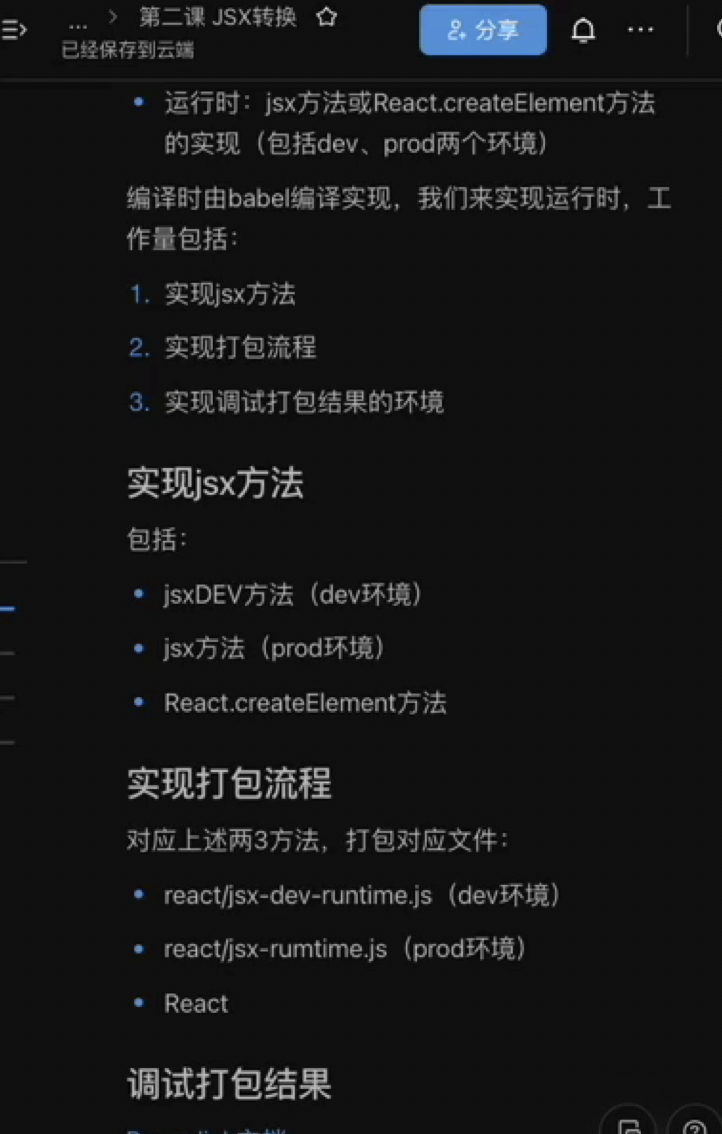 ... > 第二课 JSX转换
分享
已经保存到云端
运行时：jsx方法或React.createElement方法
的实现（包括dev、prod两个环境）
编译时由babel编译实现，我们来实现运行时，工
作量包括：
1. 实现jsx方法
2. 实现打包流程
3. 实现调试打包结果的环境
实现jsx方法
包括：
jsxDEV方法（dev环境）
jsx方法（prod环境）
React.createElement方法
实现打包流程
对应上述两3方法，打包对应文件：
react/jsx-dev-runtime.js（dev环境）
react/jsx-rumtime.js（prod环境）
React
调试打包结果